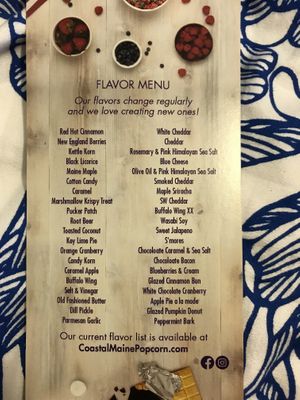 FLAVOR MENU
Our flavors change regularly
and we love creating new ones!
Red Hot Cinnamon
New England Berries
Kettle Korn
Black Licorice
Maine Maple
Cotton Candy
Caramel
Marshmallow Krispy Treat
Pucker Patch
Root Beer
Toasted Coconut
Key Lime Pie
Orange Cranberry
Candy Korn
Caramel Apple
Buffalo Wing
Salt & Vinegar
Old Fashioned Butter
Dill Pickle
Parmesan Garlic
White Cheddar
Cheddar
Rosemary & Pink Himalayan Sea Salt
Blue Cheese
Olive Oil & Pink Himalayan Sea Salt
Smoked Cheddar
Maple Sriracha
SW Cheddar
Buffalo Wing XX
Wasabi Soy
Sweet Jalapeno
S'mores
Chocoloate Caramel & Sea Salt
Chocoloate Bacon
Blueberries & Cream
Glazed Cinnamon Bun
White Chocolate Cranberry
Apple Pie a la mode
Glazed Pumpkin Donut
Peppermint Bark
Our current flavor list is available at
CoastalMainePopcorn.com